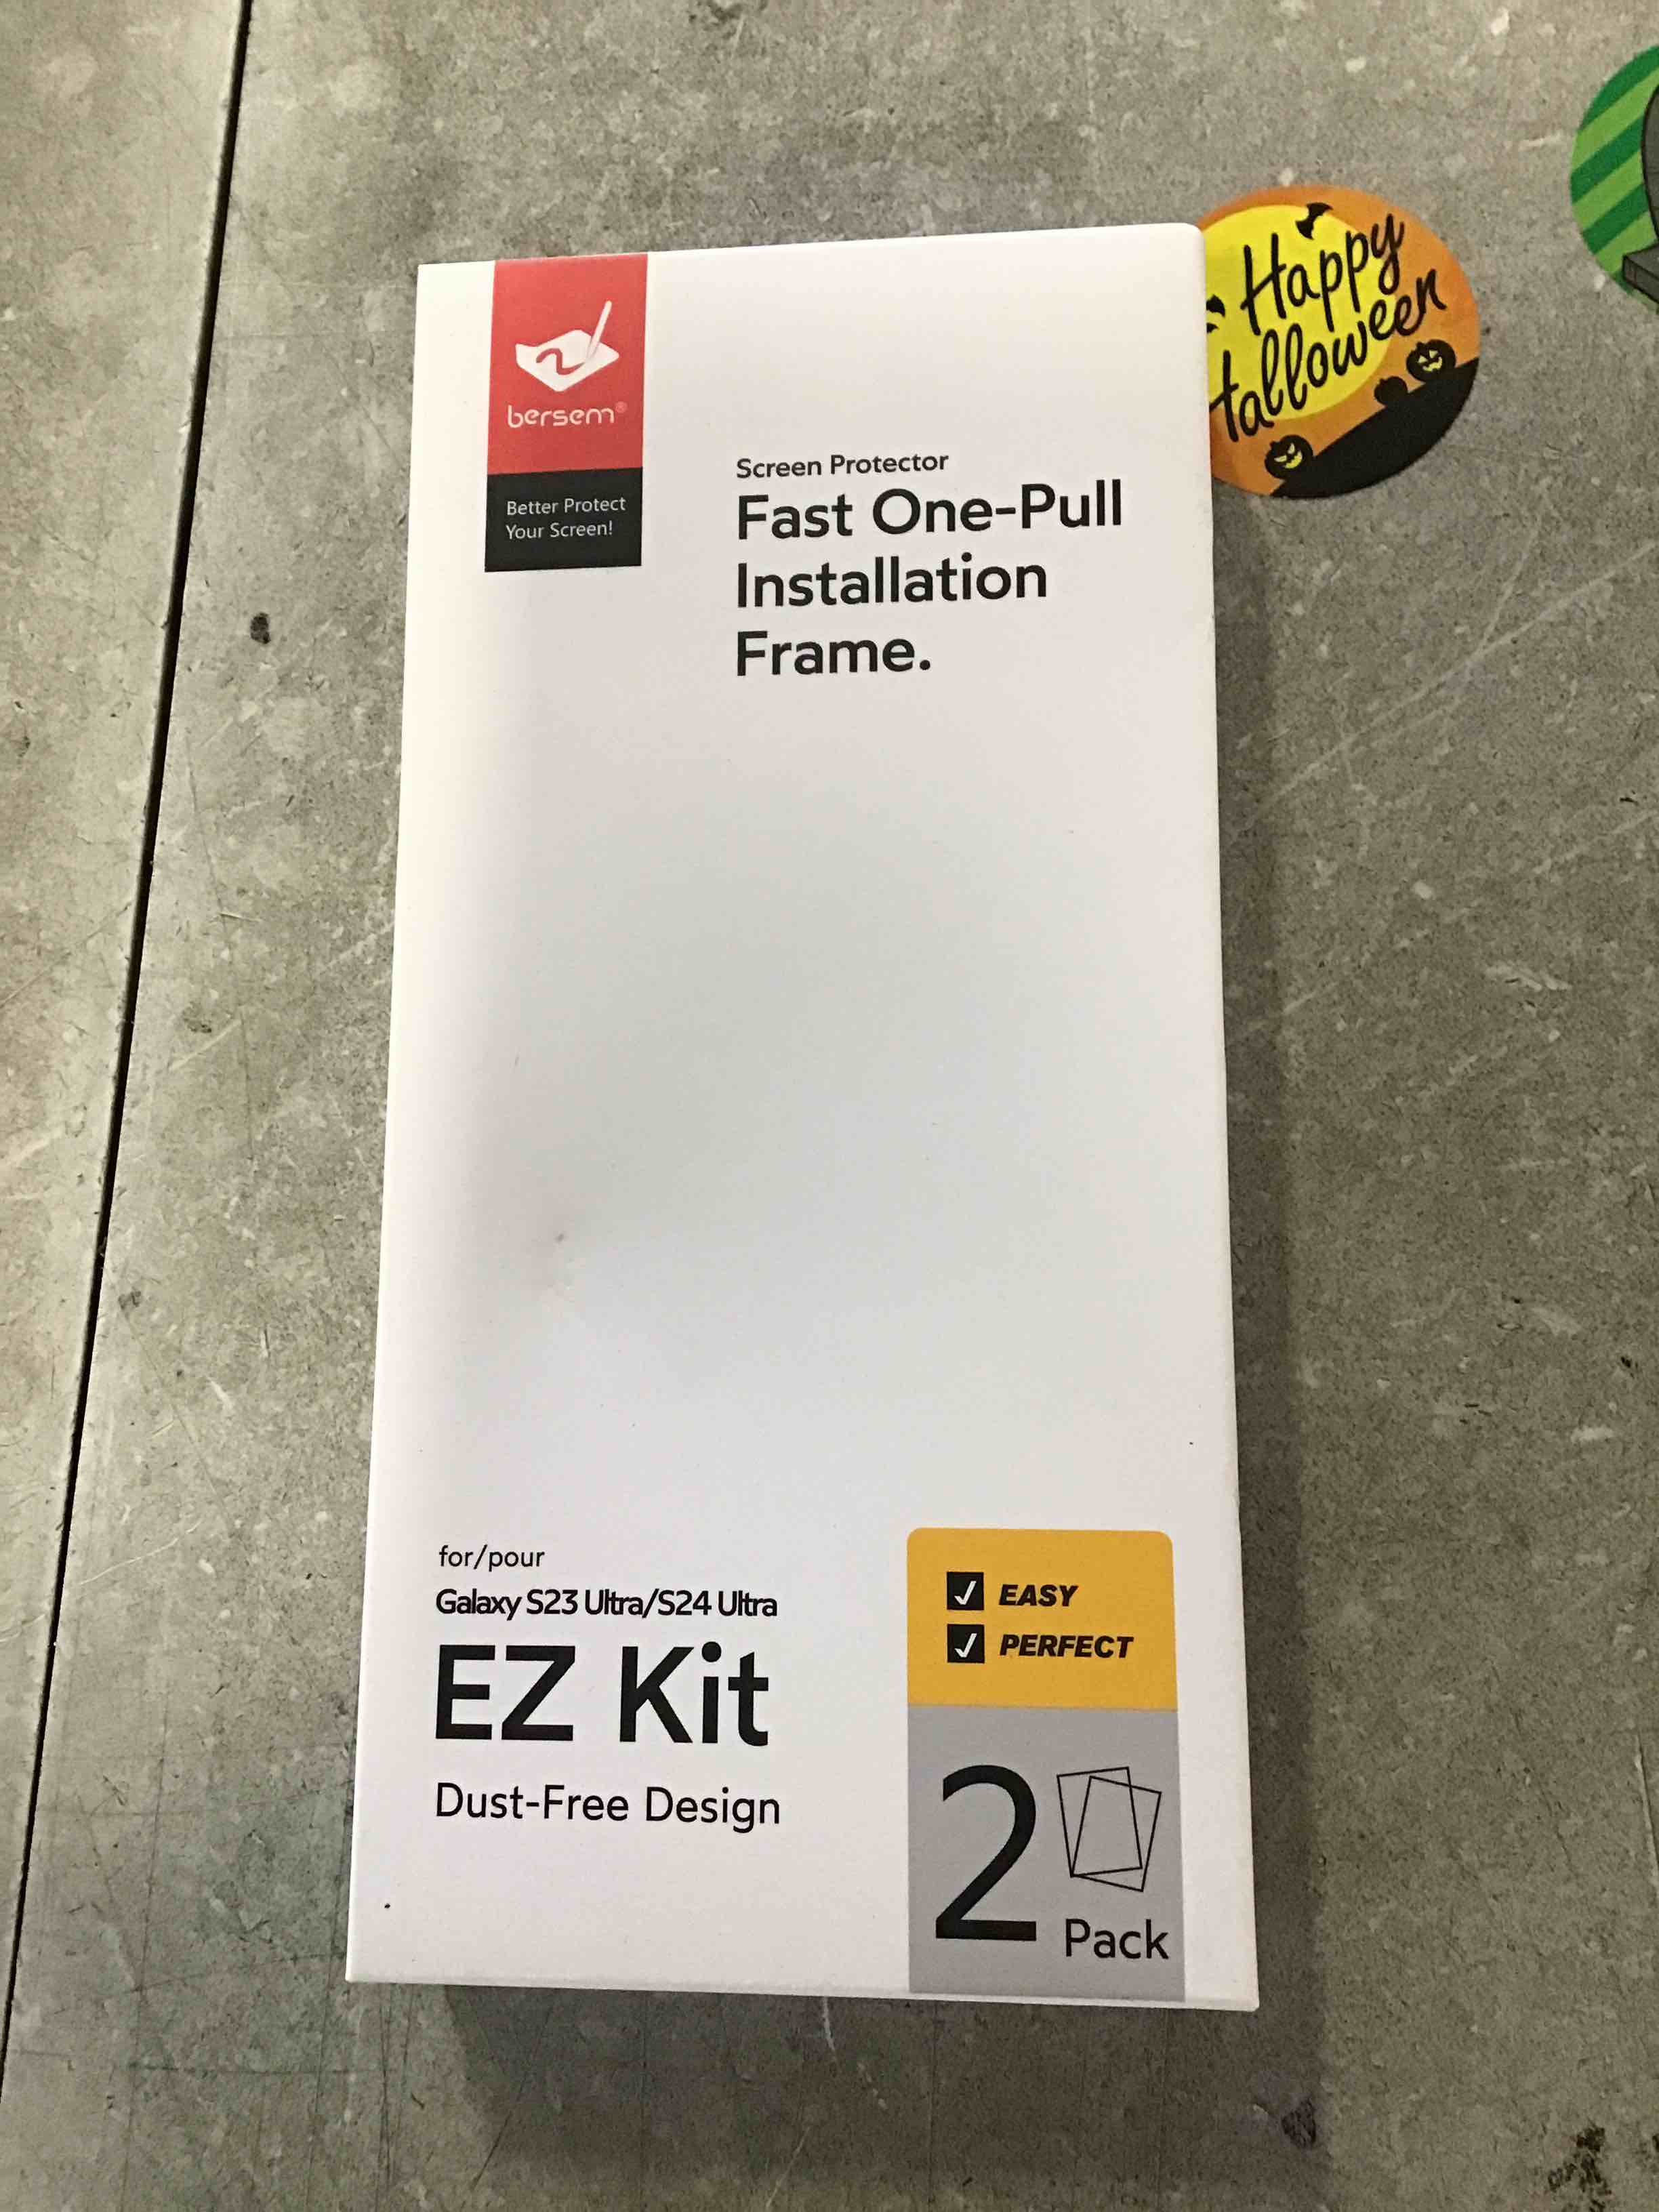 bersem®
Better Protect
Your Screen!
Screen Protector
Fast One-Pull
Installation
Frame.
for/pour
Galaxy S23 Ultra/S24 Ultra
EZ Kit
Dust-Free Design
EASY
PERFECT
2
Pack
Happy
Halloween